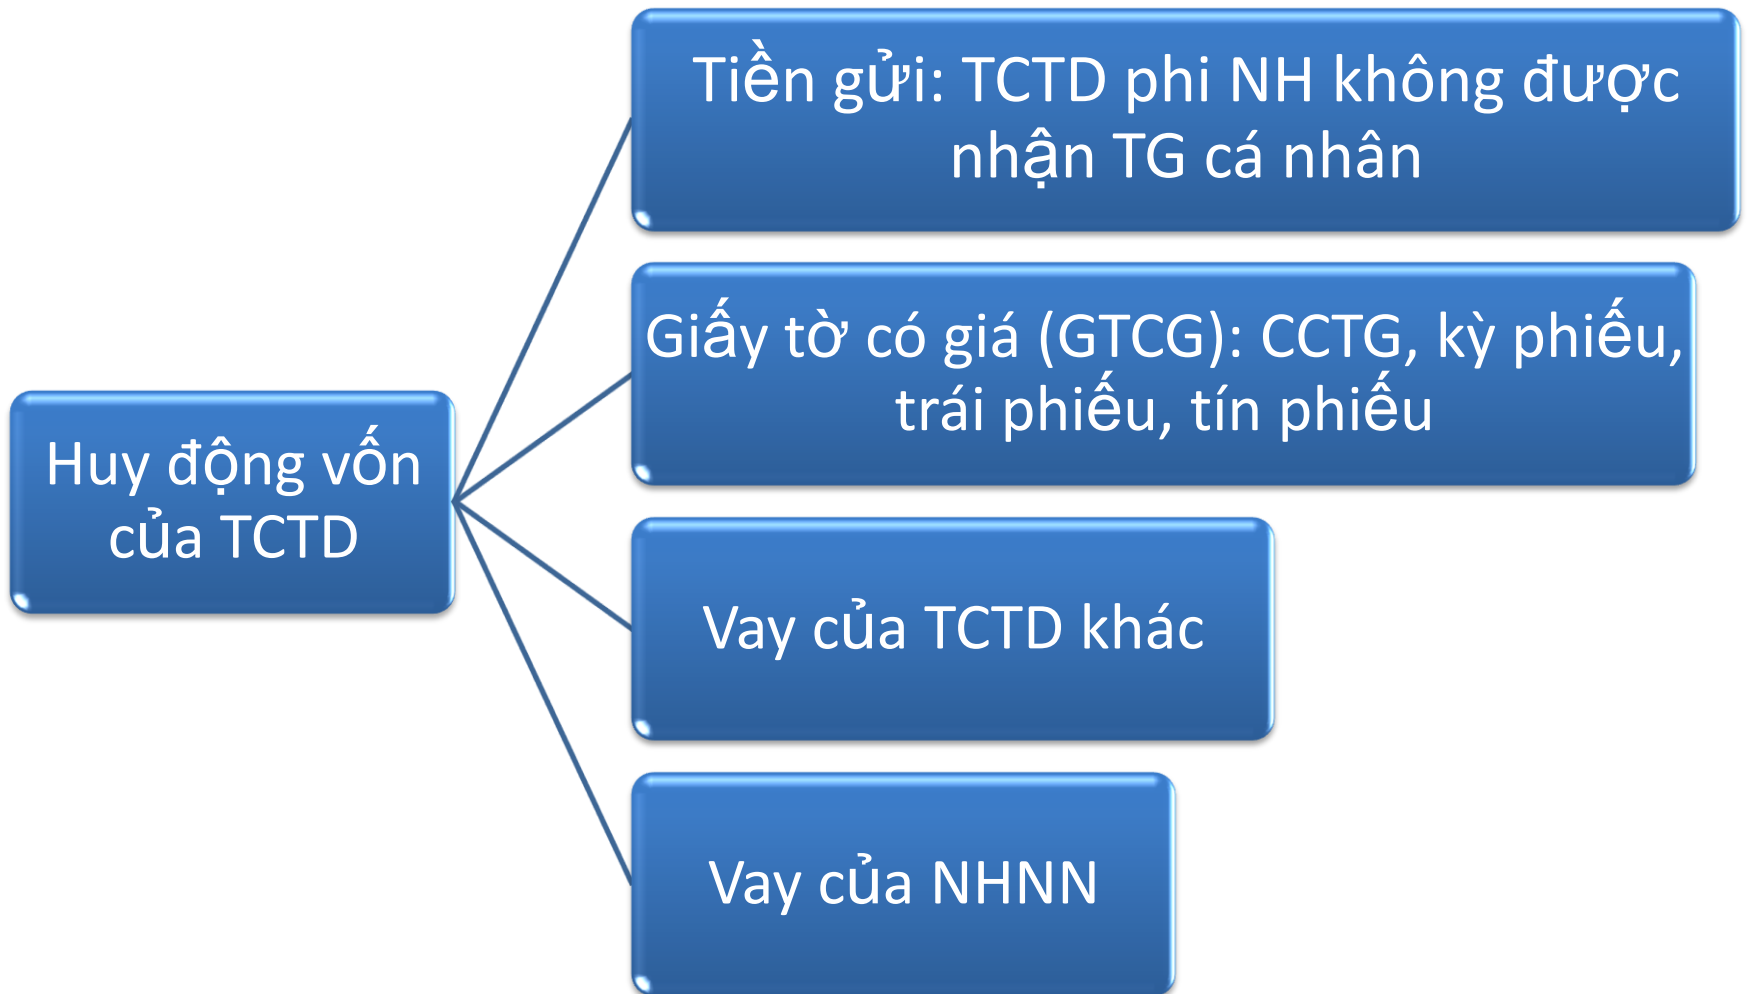 Huy động vốn
của TCTD
Tiền gửi: TCTD phi NH không được
nhận TG cá nhân
Giấy tờ có giá (GTCG): CCTG, kỳ phiếu,
trái phiếu, tín phiếu
Vay của TCTD khác
Vay của NHNN